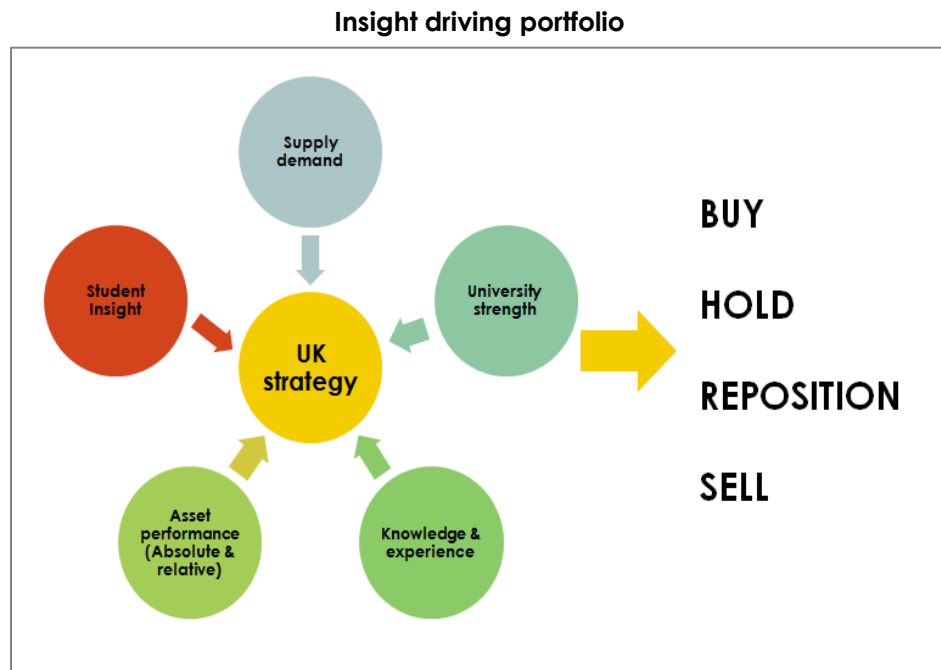 Insight driving portfolio
Supply
demand
Student
Insight
University
strength
UK
strategy
Asset
performance
(Absolute &
relative)
Knowledge &
experience
BUY
HOLD
REPOSITION
SELL